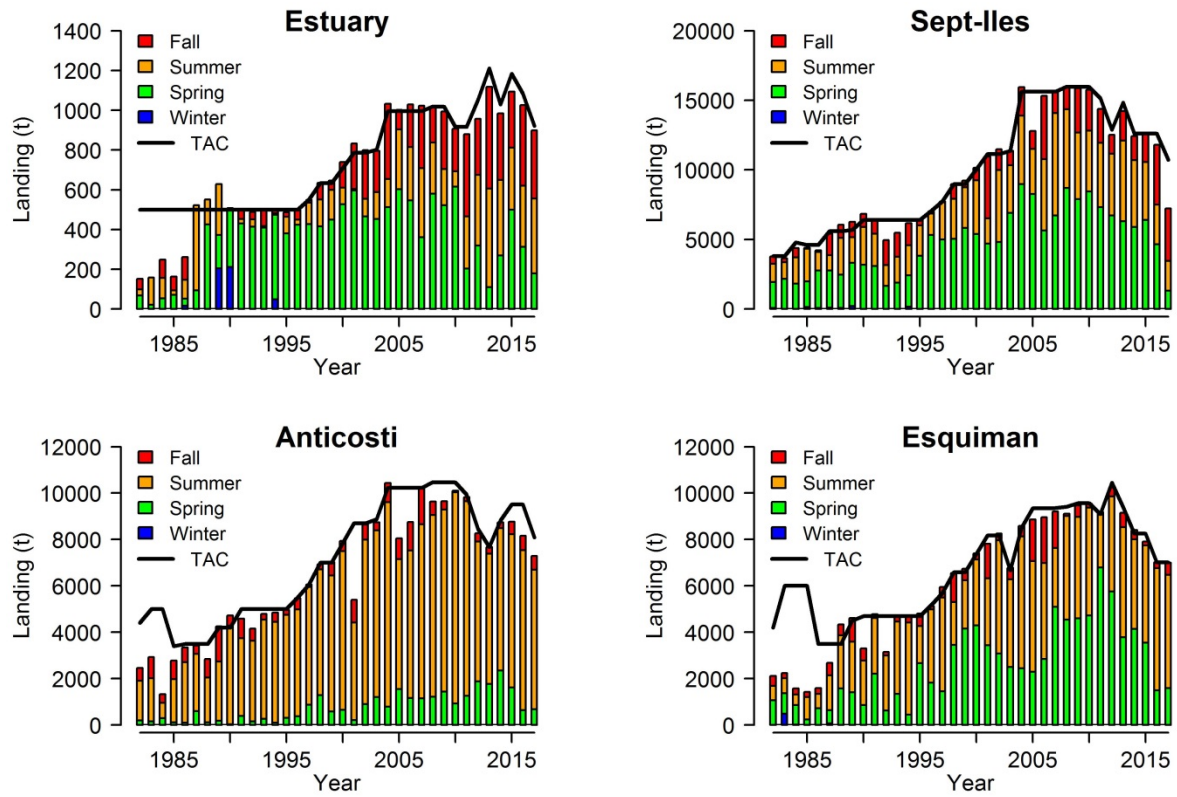 Estuary
Landing (t)
1400
1200
1000
800
600
400
200
0
Fall
Summer
Spring
Winter
TAC
1985
1995
2005
2015
Year
Sept-Iles
Landing (t)
20000
15000
10000
5000
0
Fall
Summer
Spring
Winter
TAC
1985
1995
2005
2015
Year
Anticosti
Landing (t)
12000
10000
8000
6000
4000
2000
0
Fall
Summer
Spring
Winter
TAC
1985
1995
2005
2015
Year
Esquiman
Landing (t)
12000
10000
8000
6000
4000
2000
0
Fall
Summer
Spring
Winter
TAC
1985
1995
2005
2015
Year